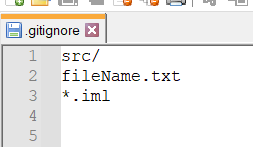 .gitignore
1 src/
2 fileName.txt
3 *.iml
4
5